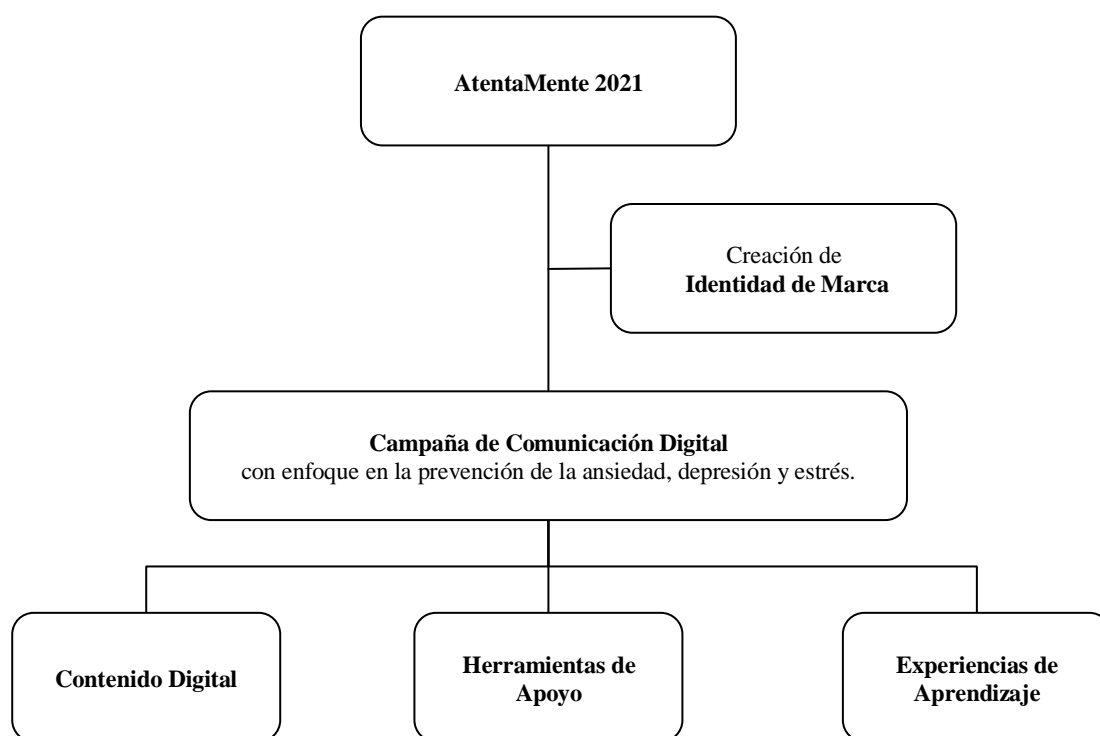 AtentaMente 2021
Creación de
Identidad de Marca
Campaña de Comunicación Digital
con enfoque en la prevención de la ansiedad, depresión y estrés.
Contenido Digital
Herramientas de
Apoyo
Experiencias de
Aprendizaje